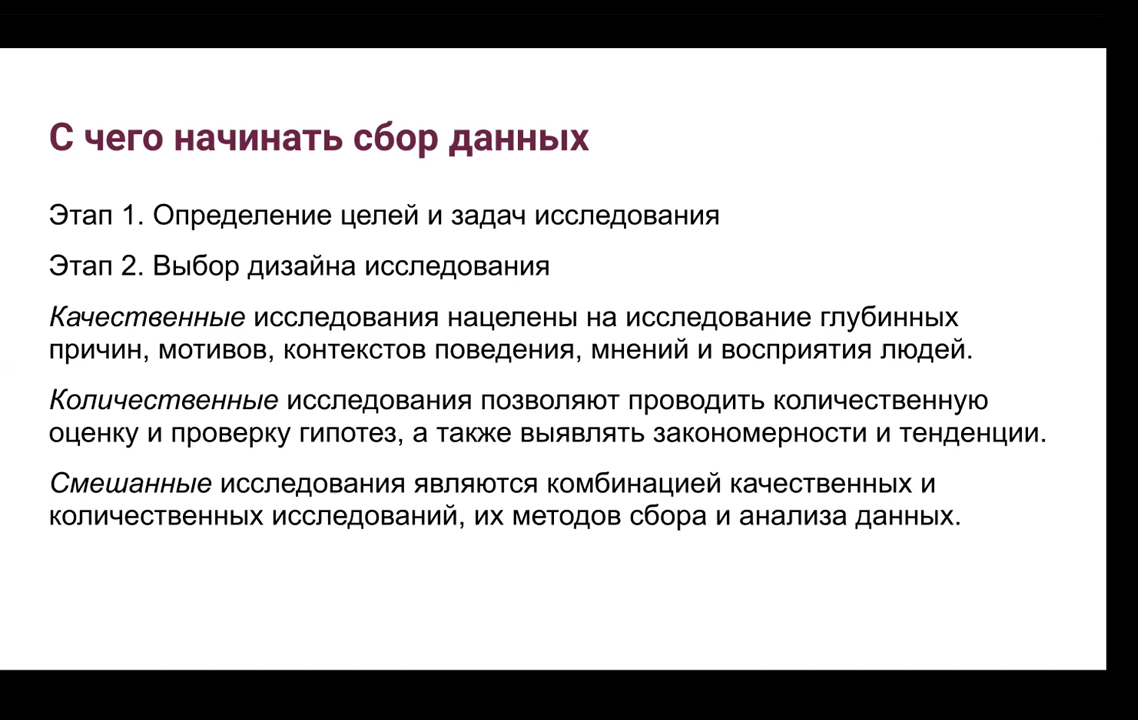 С чего начинать сбор данных
Этап 1. Определение целей и задач исследования
Этап 2. Выбор дизайна исследования
Качественные исследования нацелены на исследование глубинных
причин, мотивов, контекстов поведения, мнений и восприятия людей.
Количественные исследования позволяют проводить количественную
оценку и проверку гипотез, а также выявлять закономерности и тенденции.
Смешанные исследования являются комбинацией качественных и
количественных исследований, их методов сбора и анализа данных.